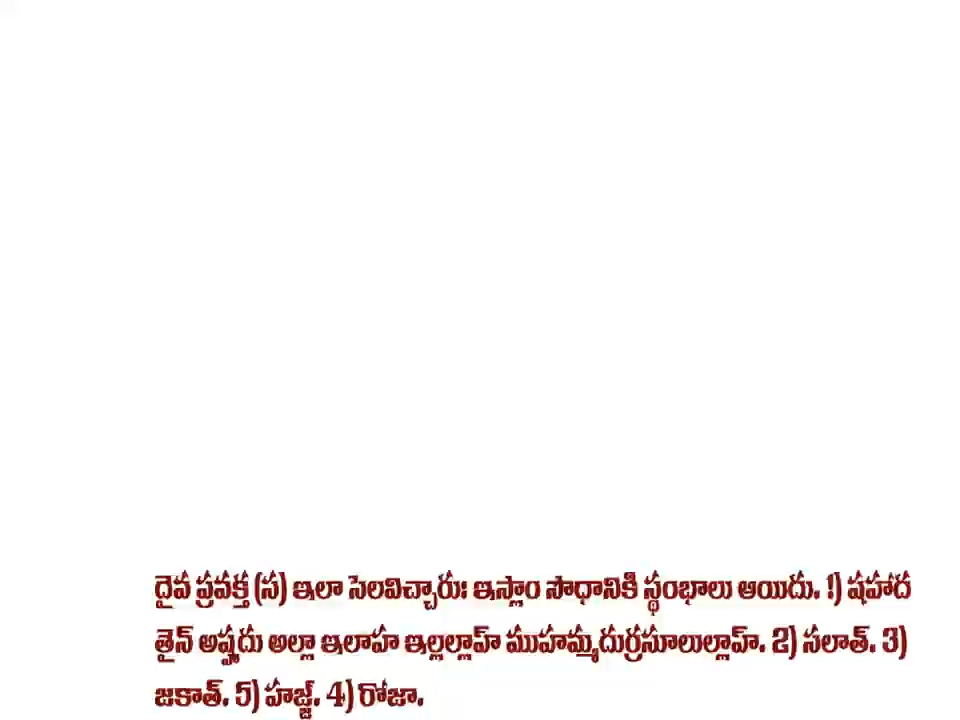 దైవ ప్రవక్త (స) ఇలా సెలవిచ్చారుః ఇస్లాం సౌధానికి స్థంభాలు ఆయిదు. 1) షహాద
తైన్ అష్హదు అల్లా ఇలాహ ఇల్లల్లాహ్ ముహమ్మదుర్రసూలుల్లాహ్. 2) సలాత్. 3)
జకాత్. 5) హజ్జ్. 4) రోజా.